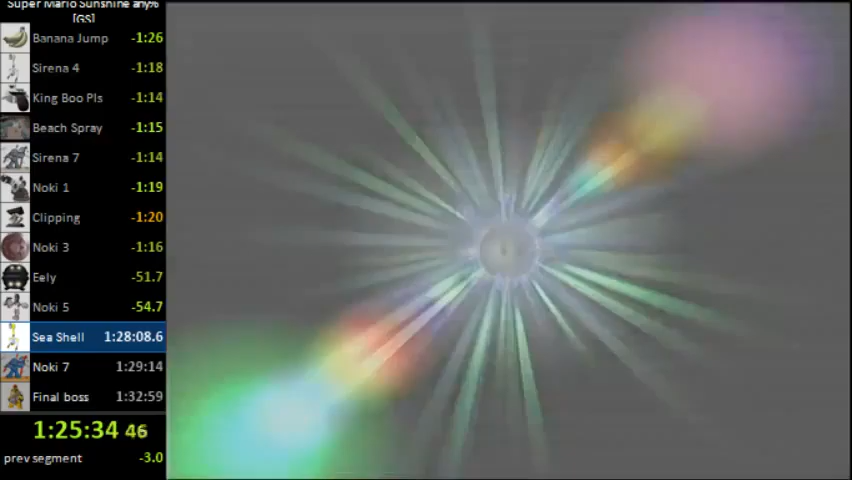 Super Mario Sunshine any%
[GS]
Banana Jump -1:26
Sirena 4 -1:18
King Boo Pls -1:14
Beach Spray -1:15
Sirena 7 -1:14
Noki 1 -1:19
Clipping -1:20
Noki 3 -1:16
Eely -51.7
Noki 5 -54.7
Sea Shell 1:28:08.6
Noki 7 1:29:14
Final boss 1:32:59
1:25:34 46
prev segment -3.0